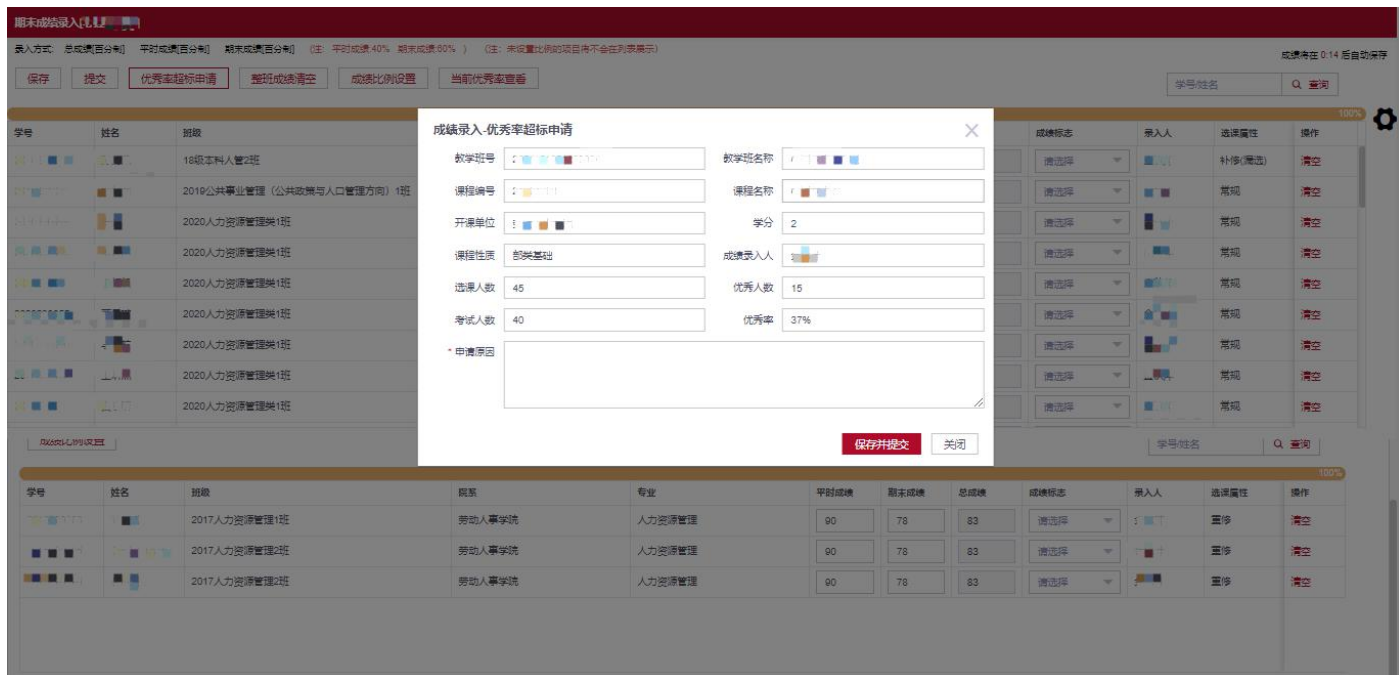 期末成绩录入
录入方式: 总成绩[百分制] 平时成绩[百分制] 期末成绩[百分制] (注: 平时成绩:40% 期末成绩:60% ) (注: 未设置比例的项目将不会在列表展示)
成绩将在 0:14 后自动保存
保存 提交 优秀率超标申请 整班成绩清空 成绩比例设置 当前优秀率查看 学号/姓名 查询
100%
学号 姓名 班级 成绩标志 录入人 选课属性 操作
18级本科人管2班 请选择 补修(漏选) 清空
2019公共事业管理(公共政策与人口管理方向)1班 请选择 常规 清空
2020人力资源管理类1班 请选择 常规 清空
2020人力资源管理类1班 请选择 常规 清空
2020人力资源管理类1班 请选择 常规 清空
2020人力资源管理类1班 请选择 常规 清空
2020人力资源管理类1班 请选择 常规 清空
2020人力资源管理类1班 请选择 常规 清空
2020人力资源管理类1班 请选择 常规 清空
成绩录入-优秀率超标申请
教学班号 教学班名称
课程编号 课程名称
开课单位 学分 2
课程性质 部类基础 成绩录入人
选课人数 45 优秀人数 15
考试人数 40 优秀率 37%
* 申请原因
保存并提交 关闭
成绩比例设置 学号/姓名 查询
100%
学号 姓名 班级 院系 专业 平时成绩 期末成绩 总成绩 成绩标志 录入人 选课属性 操作
2017人力资源管理1班 劳动人事学院 人力资源管理 90 78 83 请选择 重修 清空
2017人力资源管理2班 劳动人事学院 人力资源管理 90 78 83 请选择 重修 清空
2017人力资源管理2班 劳动人事学院 人力资源管理 90 78 83 请选择 重修 清空